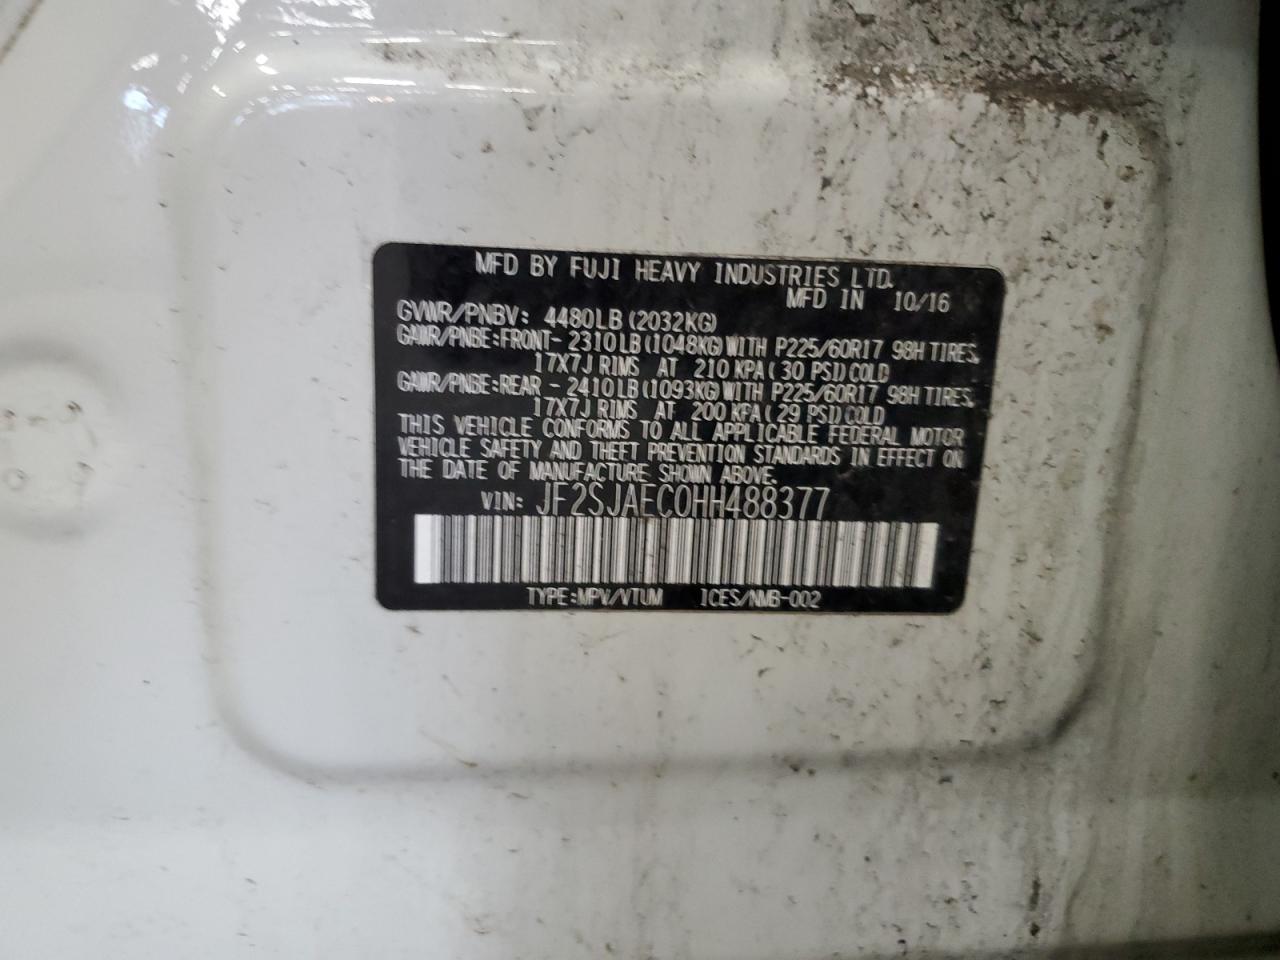 MFD BY FUJI HEAVY INDUSTRIES LTD.
MFD IN 10/16
GVWR/PNBV: 4480LB(2032KG)
GAWR/PNBE:FRONT- 2310LB(1048KG)WITH P225/60R17 98H TIRES,
17X7J RIMS AT 210 KPA( 30 PSI)COLD
GAWR/PNBE:REAR - 2410LB(1093KG)WITH P225/60R17 98H TIRES,
17X7J RIMS AT 200 KPA( 29 PSI)COLD
THIS VEHICLE CONFORMS TO ALL APPLICABLE FEDERAL MOTOR
VEHICLE SAFETY AND THEFT PREVENTION STANDARDS IN EFFECT ON
THE DATE OF MANUFACTURE SHOWN ABOVE.
VIN: JF2SJAEC0HH488377
TYPE:MPV/VTUM ICES/NMB-002